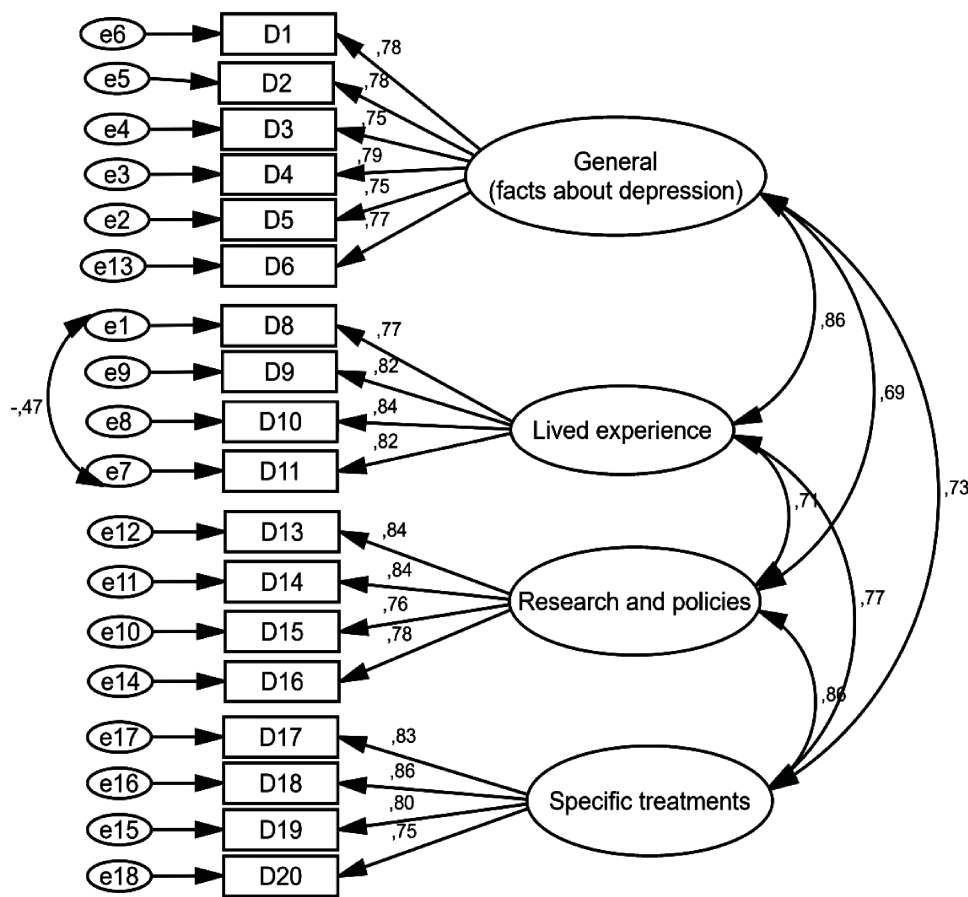 e6 D1 ,78
e5 D2 ,78
e4 D3 ,75
e3 D4 ,79
e2 D5 ,75
e13 D6 ,77
General
(facts about depression)
,86
e1 D8 ,77
e9 D9 ,82
,69
-,47
e8 D10 ,84
Lived experience
e7 D11 ,82
,71
,73
e12 D13 ,84
e11 D14 ,84
Research and policies
,77
e10 D15 ,76
e14 D16 ,78
,86
e17 D17 ,83
e16 D18 ,86
Specific treatments
e15 D19 ,80
e18 D20 ,75